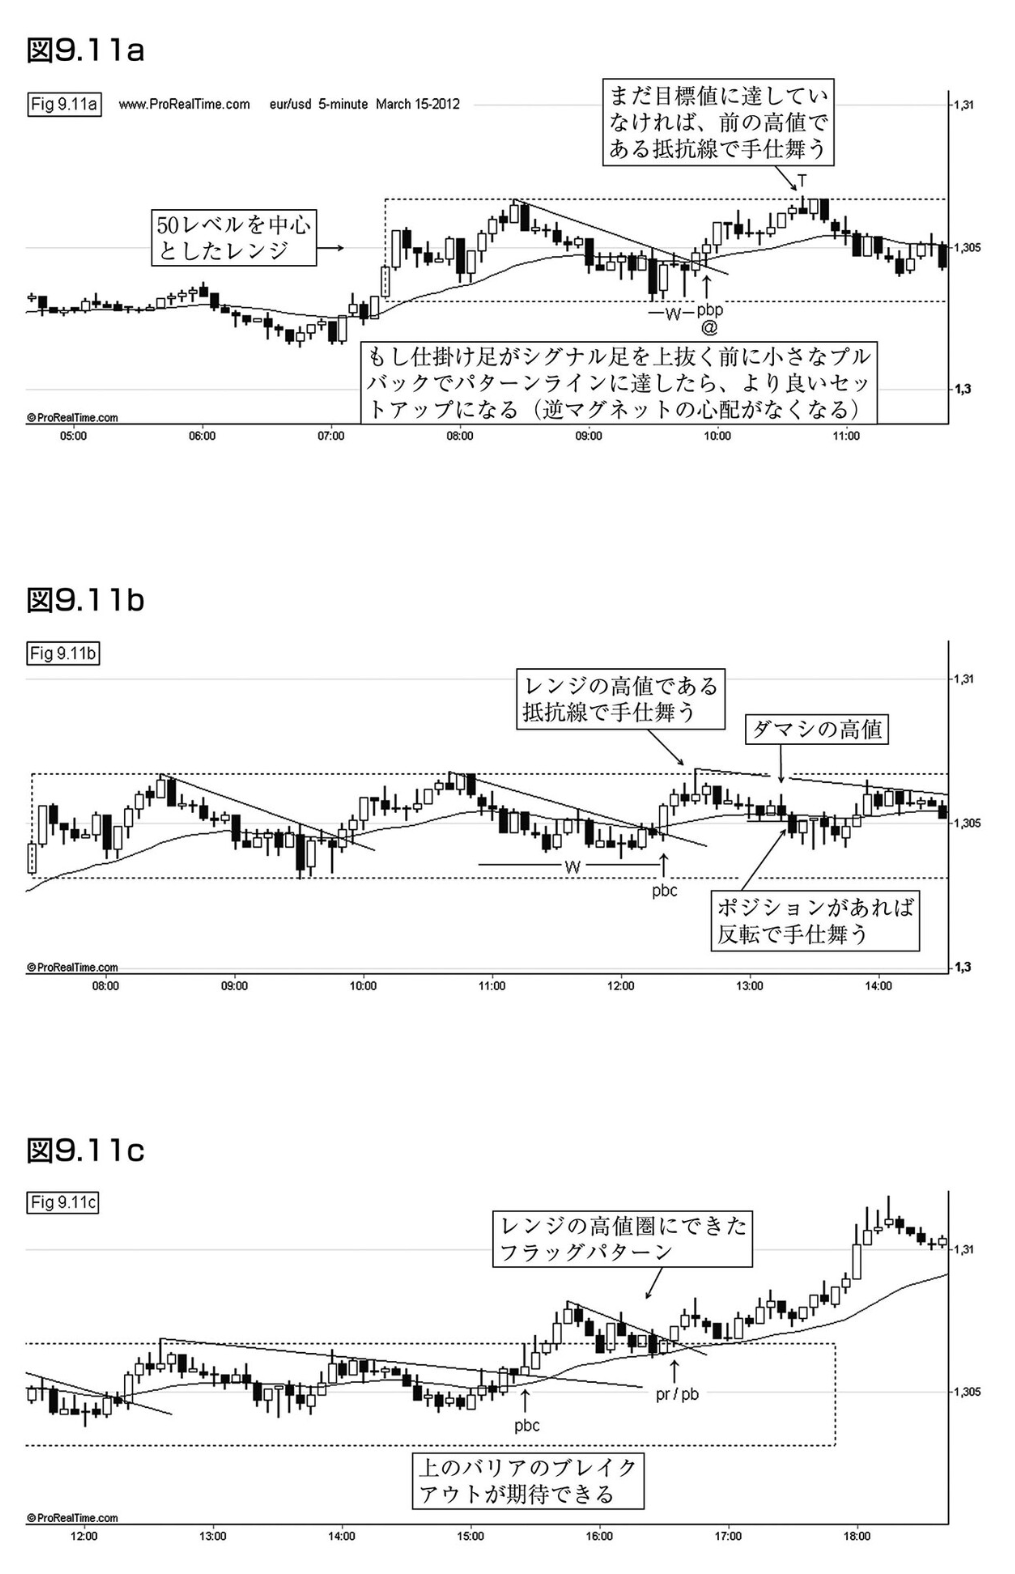 図9.11a
Fig 9.11a www.ProRealTime.com eur/usd 5-minute March 15-2012
まだ目標値に達してい
なければ、前の高値で
ある抵抗線で手仕舞う
1,31
T
50レベルを中心
としたレンジ
1,305
W
pbp
@
もし仕掛け足がシグナル足を上抜く前に小さなプル
バックでパターンラインに達したら、より良いセッ
トアップになる（逆マグネットの心配がなくなる）
1,3
©ProRealTime.com
05:00 06:00 07:00 08:00 09:00 10:00 11:00
図9.11b
Fig 9.11b
レンジの高値である
抵抗線で手仕舞う
1,31
ダマシの高値
1,305
W
pbc
ポジションがあれば
反転で手仕舞う
1,3
©ProRealTime.com
08:00 09:00 10:00 11:00 12:00 13:00 14:00
図9.11c
Fig 9.11c
レンジの高値圏にできた
フラッグパターン
1,31
pr / pb
1,305
pbc
上のバリアのブレイク
アウトが期待できる
©ProRealTime.com
12:00 13:00 14:00 15:00 16:00 17:00 18:00